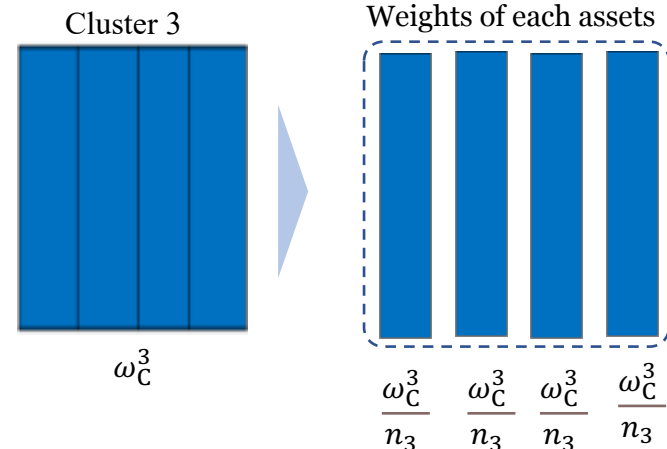 Cluster 3
Weights of each assets
ω_C^3
ω_C^3/n_3 ω_C^3/n_3 ω_C^3/n_3 ω_C^3/n_3